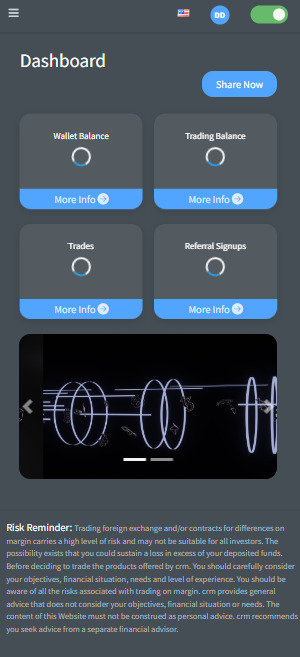 DD
Dashboard
Share Now
Wallet Balance
Trading Balance
More Info
More Info
Trades
Referral Signups
More Info
More Info
Risk Reminder: Trading foreign exchange and/or contracts for differences on
margin carries a high level of risk and may not be suitable for all investors. The
possibility exists that you could sustain a loss in excess of your deposited funds.
Before deciding to trade the products offered by crm. You should carefully consider
your objectives, financial situation, needs and level of experience. You should be
aware of all the risks associated with trading on margin. crm provides general
advice that does not consider your objectives, financial situation or needs. The
content of this Website must not be construed as personal advice. crm recommends
you seek advice from a separate financial advisor.